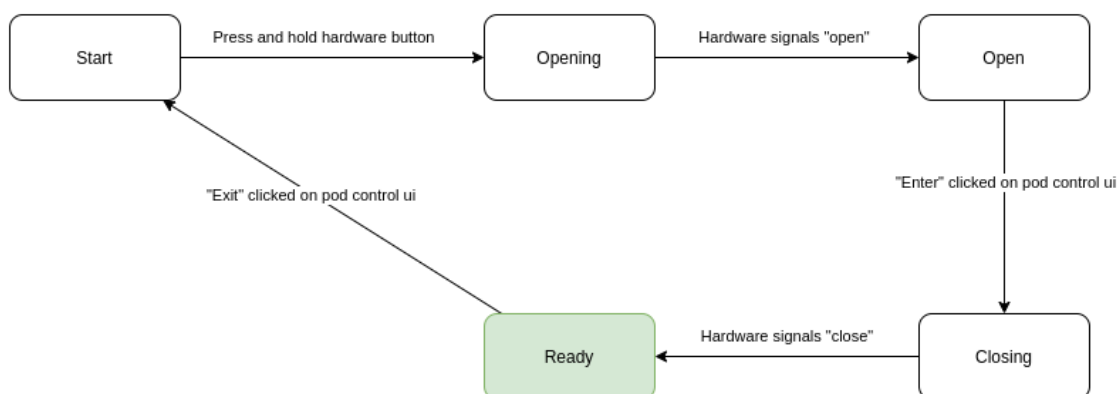 Start
Press and hold hardware button
Opening
Hardware signals "open"
Open
"Exit" clicked on pod control ui
"Enter" clicked on pod control ui
Ready
Hardware signals "close"
Closing